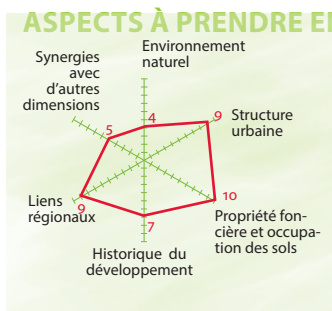 ASPECTS À PRENDRE
Environnement
naturel
Synergies
avec
d'autres
dimensions
4
9
Structure
urbaine
5
10
Propriété fon-
cière et occupa-
tion des sols
Liens
régionaux
9
7
Historique du
développement